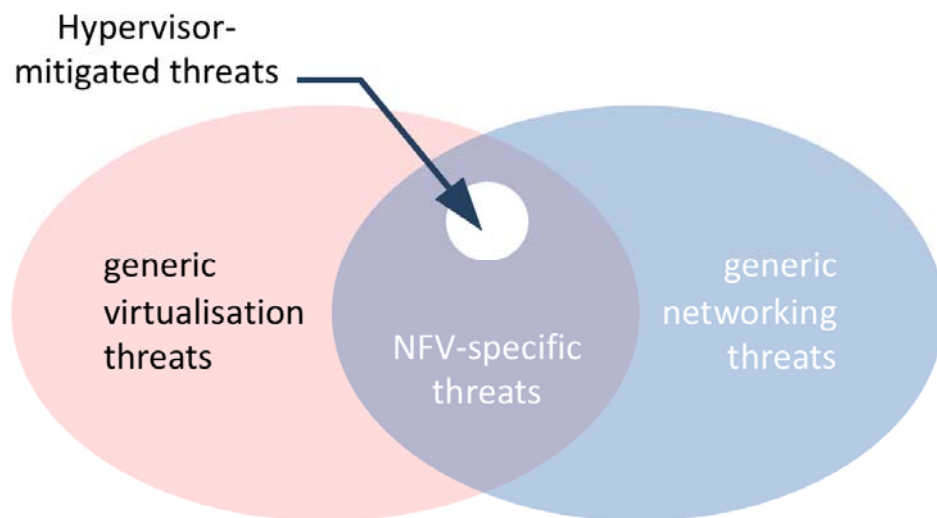 Hypervisor-
mitigated threats
generic
virtualisation
threats
NFV-specific
threats
generic
networking
threats